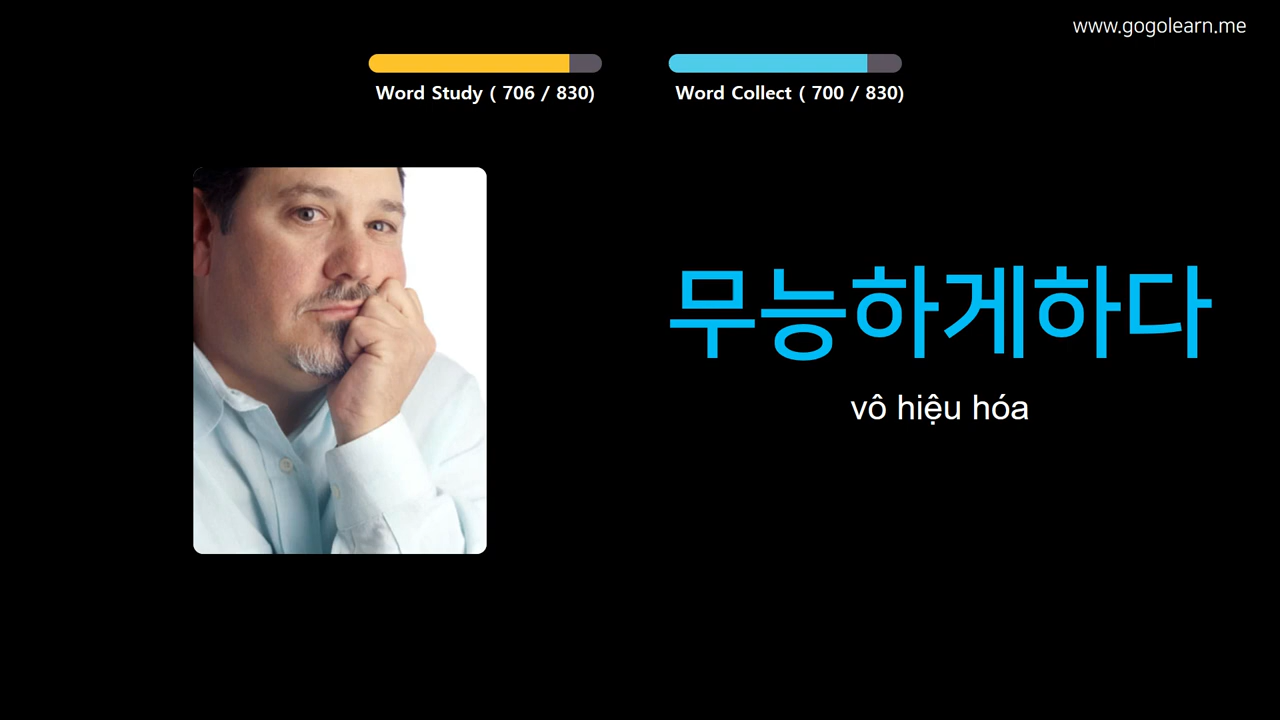 www.gogolearn.me
Word Study ( 706 / 830)
Word Collect ( 700 / 830)
무능하게하다
vô hiệu hóa